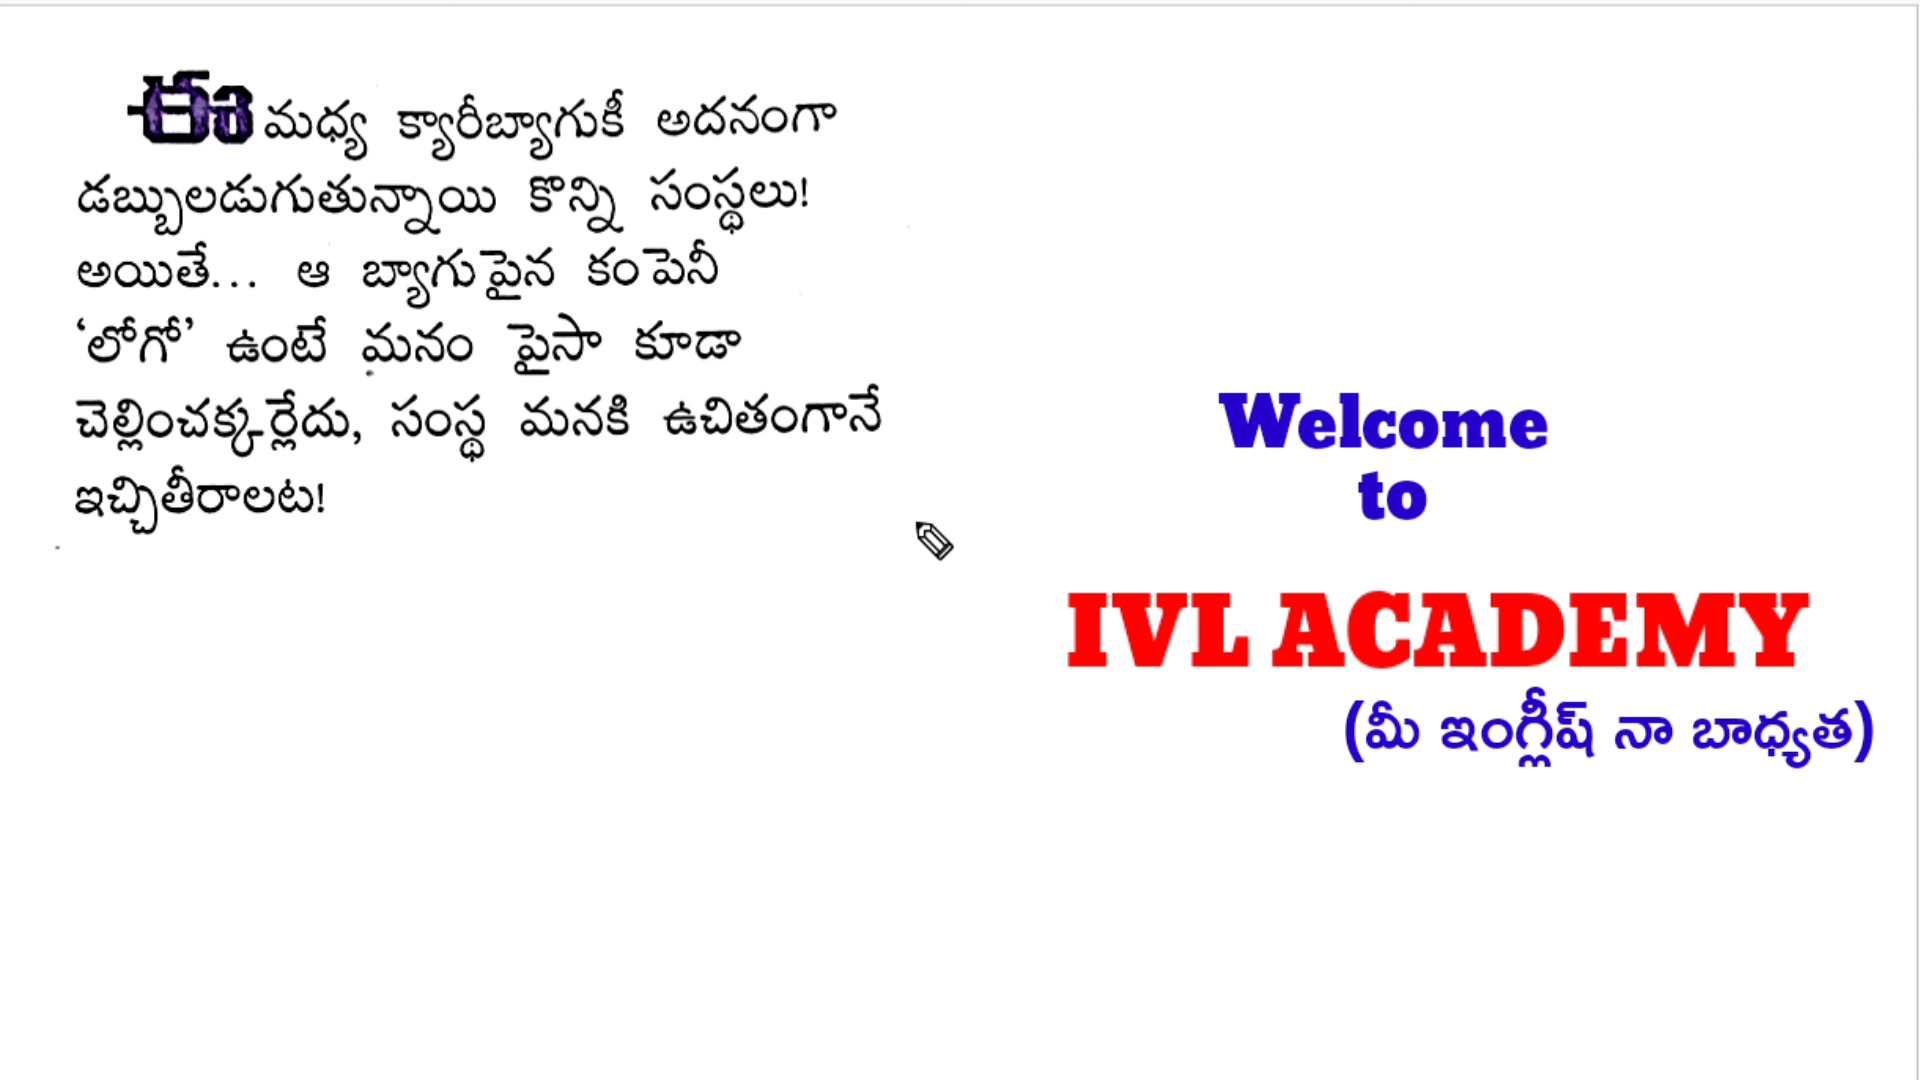 ఈ మధ్య క్యారీబ్యాగుకీ అదనంగా
డబ్బులడుగుతున్నాయి కొన్ని సంస్థలు!
అయితే... ఆ బ్యాగుపైన కంపెనీ
‘లోగో’ ఉంటే మనం పైసా కూడా
చెల్లించక్కర్లేదు, సంస్థ మనకి ఉచితంగానే
ఇచ్చితీరాలట!
Welcome
to
IVL ACADEMY
(మీ ఇంగ్లీష్ నా బాధ్యత)